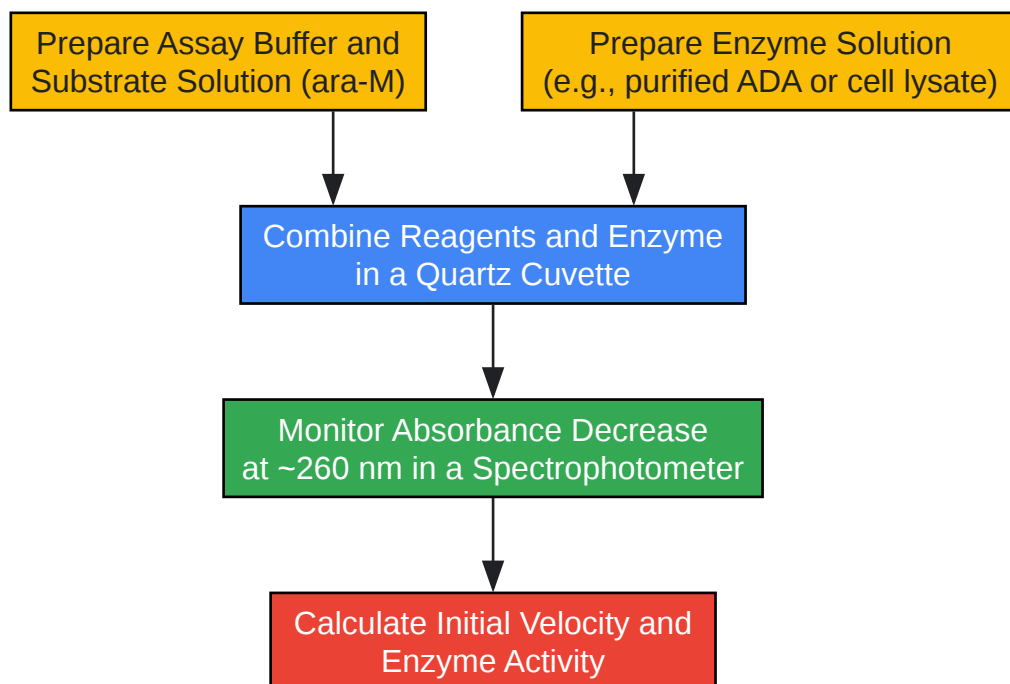 Prepare Assay Buffer and
Substrate Solution (ara-M)
Prepare Enzyme Solution
(e.g., purified ADA or cell lysate)
Combine Reagents and Enzyme
in a Quartz Cuvette
Monitor Absorbance Decrease
at ~260 nm in a Spectrophotometer
Calculate Initial Velocity and
Enzyme Activity